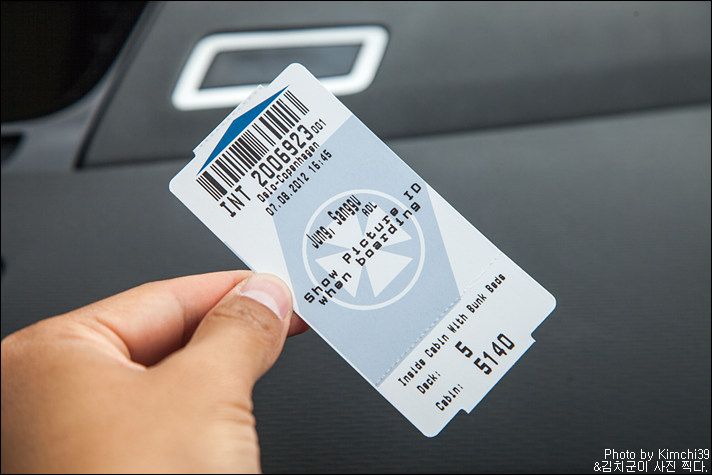 INT 2006923 001
Oslo-Copenhagen
07.08.2012 16:45
Jung, Sanggu
ADL
Show Picture ID
when boarding
Inside Cabin With Bunk Beds
Deck: 5
Cabin: 5140
Photo by Kimchi39
&김치군이 사진 찍다.